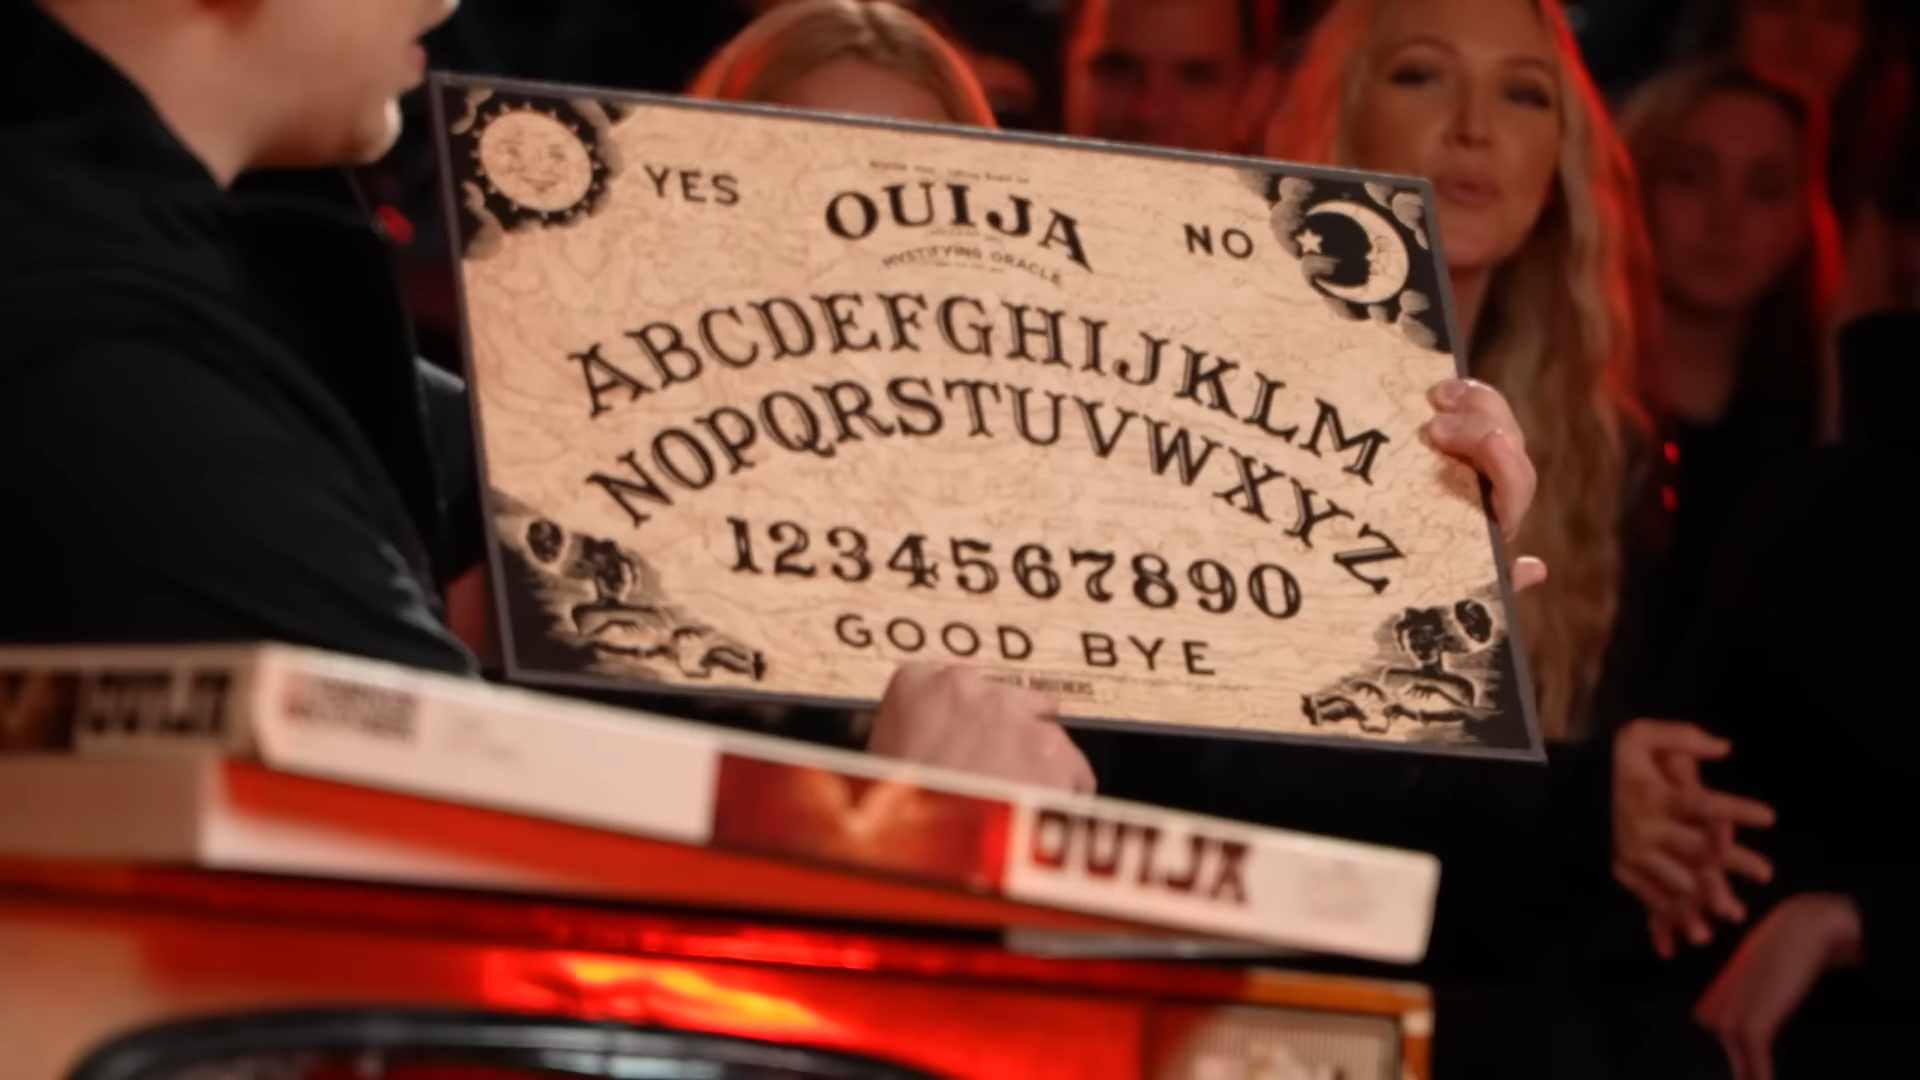 YES
OUIJA
NO
MYSTIFYING ORACLE
ABCDEFGHIJKLM
NOPQRSTUVWXYZ
1234567890
GOOD BYE
OUIJA
OUIJA